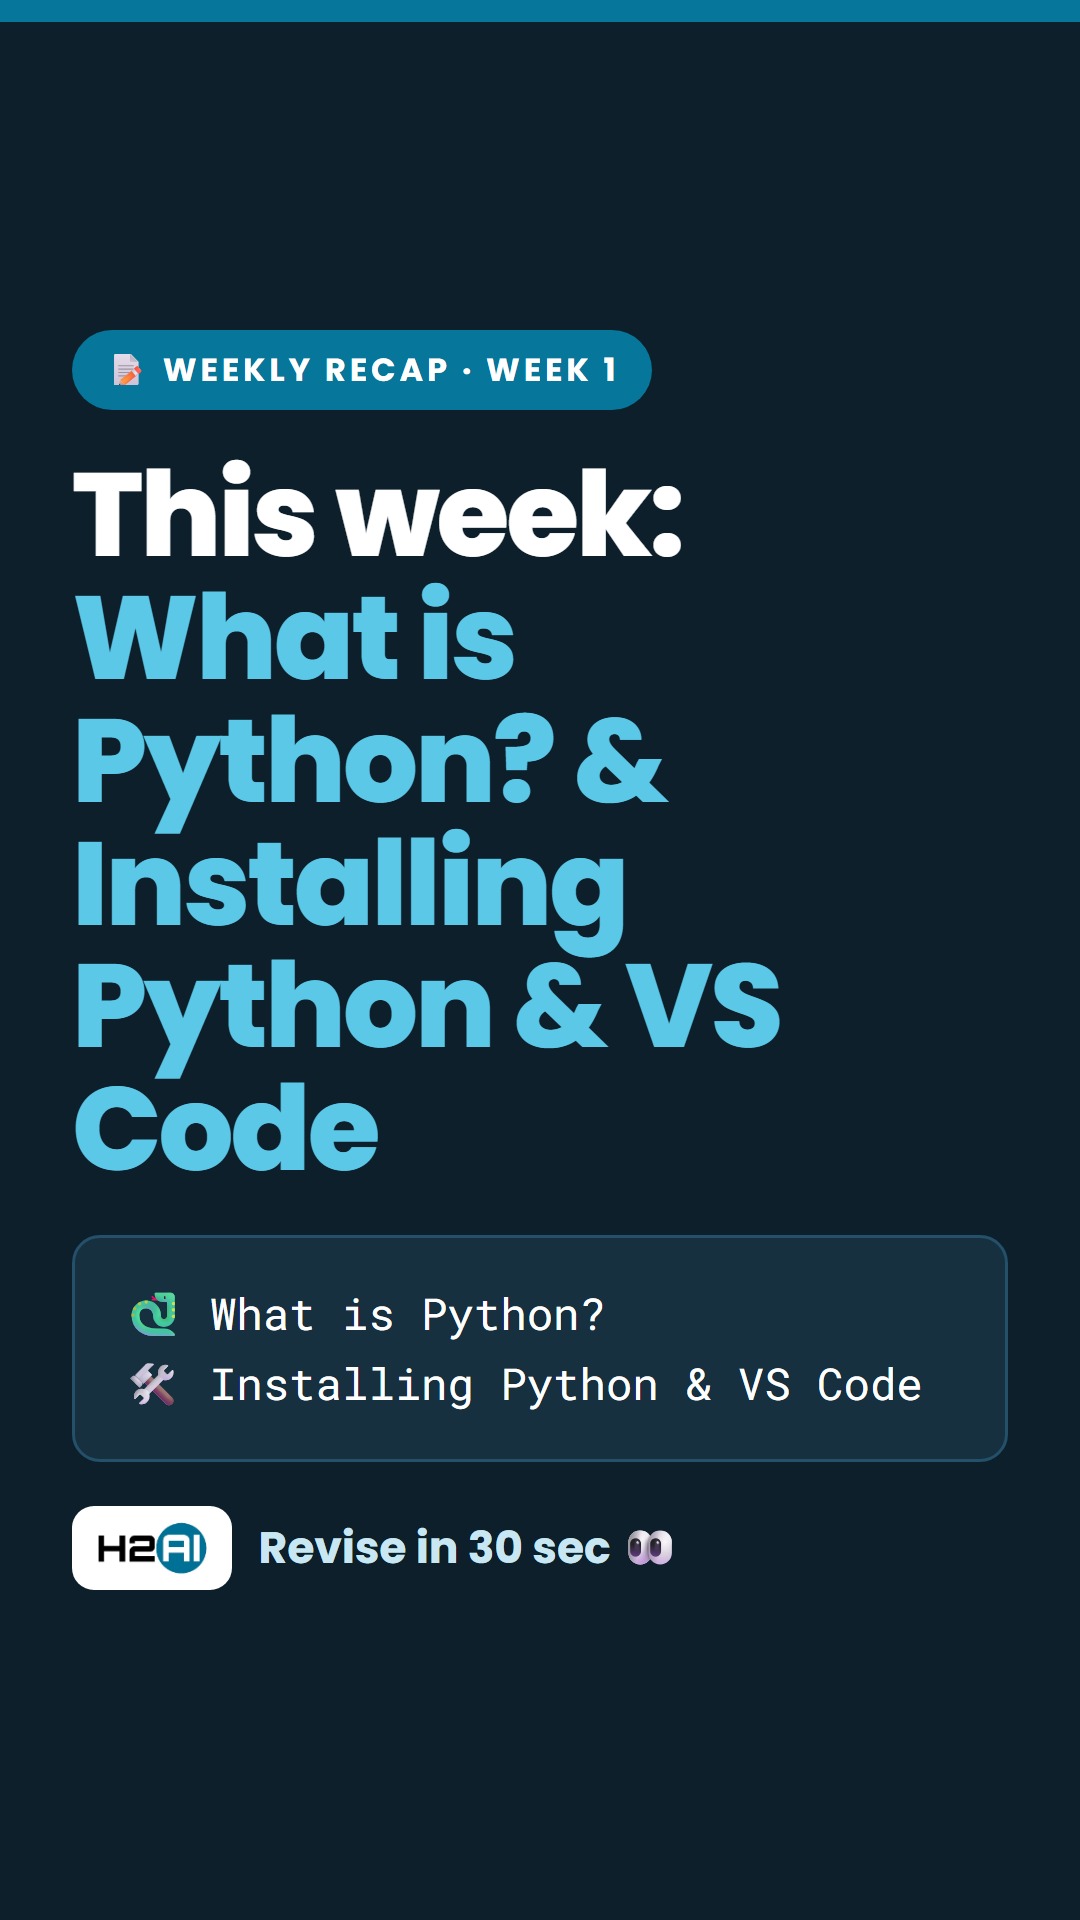 📝 WEEKLY RECAP · WEEK 1
This week:
What is
Python? &
Installing
Python & VS
Code
🐍 What is Python?
🛠️ Installing Python & VS Code
H2AI Revise in 30 sec 👀